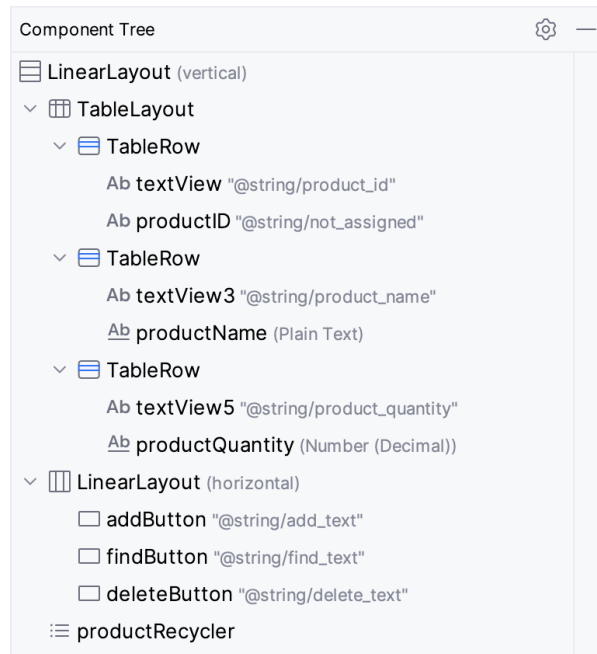 Component Tree
LinearLayout (vertical)
TableLayout
TableRow
Ab textView "@string/product_id"
Ab productID "@string/not_assigned"
TableRow
Ab textView3 "@string/product_name"
Ab productName (Plain Text)
TableRow
Ab textView5 "@string/product_quantity"
Ab productQuantity (Number (Decimal))
LinearLayout (horizontal)
addButton "@string/add_text"
findButton "@string/find_text"
deleteButton "@string/delete_text"
productRecycler